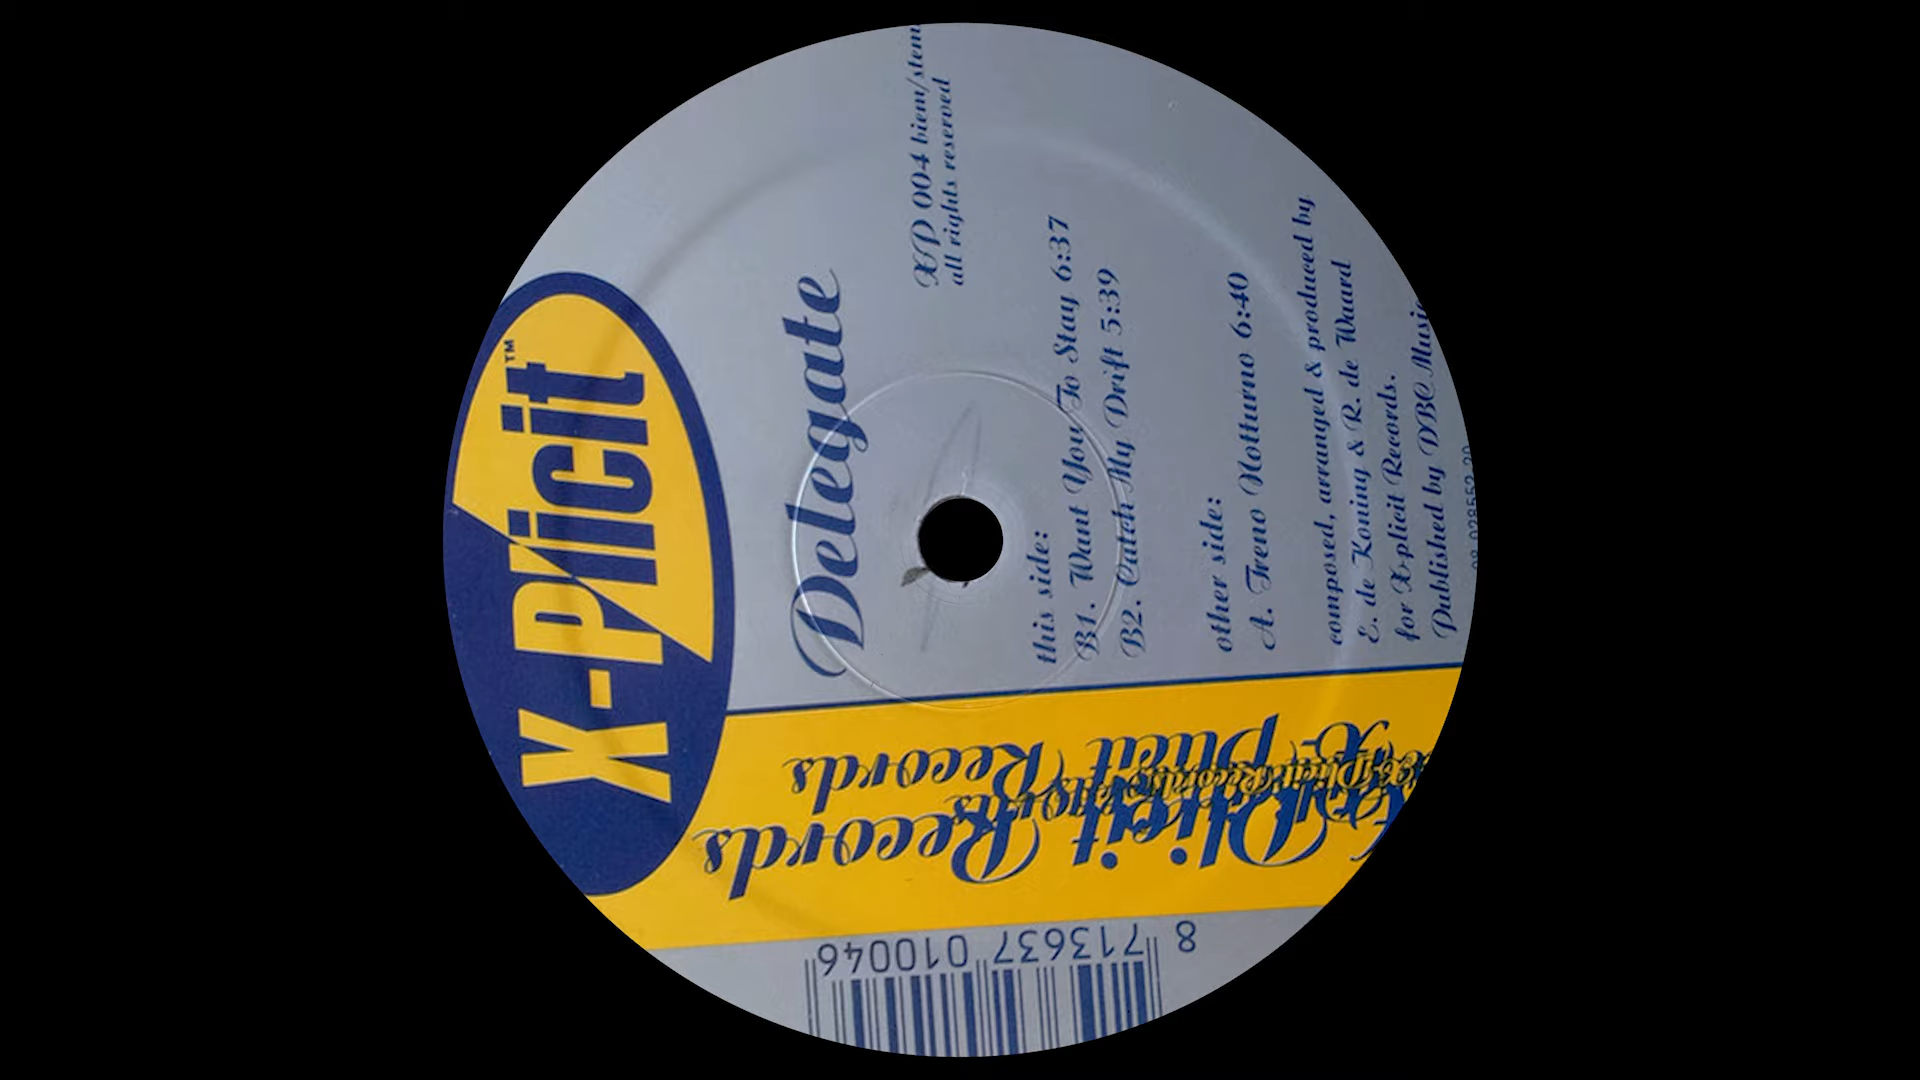 X-Plicit™
Delegate
XP 004 biem/stem
all rights reserved
this side:
B1. Want You To Stay 6:37
B2. Catch My Drift 5:39
other side:
A. Treno Notturno 6:40
composed, arranged & produced by
E. de Koning & R. de Waard
for X-plicit Records.
Published by DBC Music
X-Plicit Records
Plicit Records
8 713637 010046